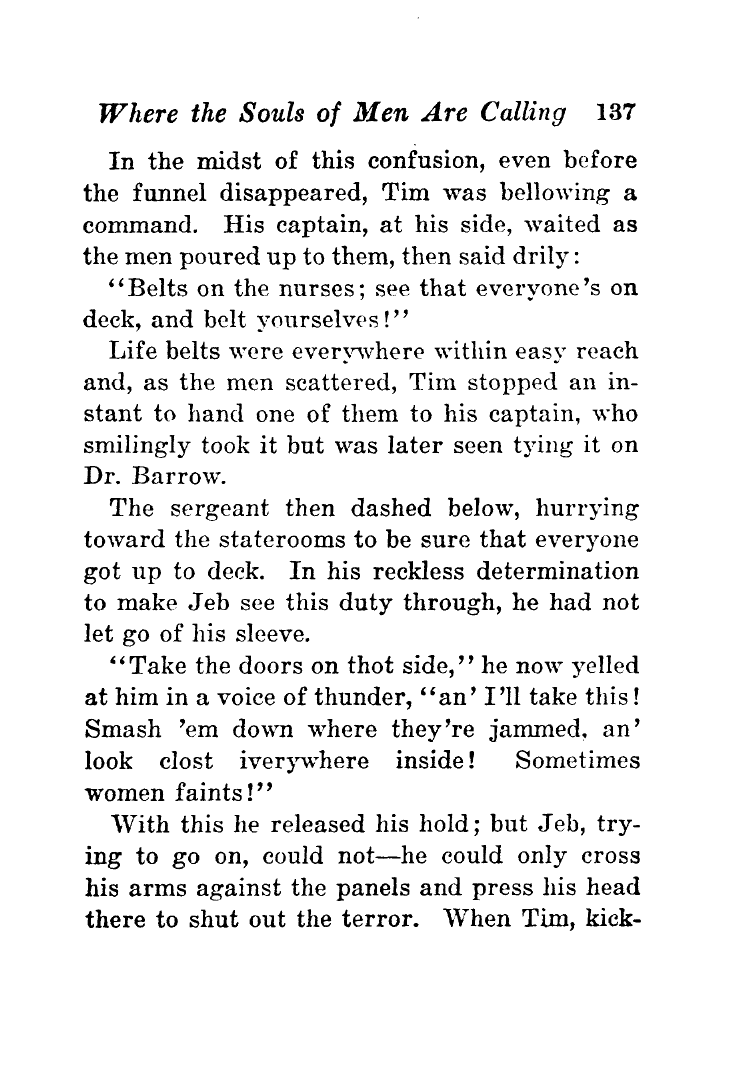 Where the Souls of Men Are Calling 137
In the midst of this confusion, even before
the funnel disappeared, Tim was bellowing a
command. His captain, at his side, waited as
the men poured up to them, then said drily:
"Belts on the nurses; see that everyone's on
deck, and belt yourselves!"
Life belts were everywhere within easy reach
and, as the men scattered, Tim stopped an in-
stant to hand one of them to his captain, who
smilingly took it but was later seen tying it on
Dr. Barrow.
The sergeant then dashed below, hurrying
toward the staterooms to be sure that everyone
got up to deck. In his reckless determination
to make Jeb see this duty through, he had not
let go of his sleeve.
"Take the doors on thot side," he now yelled
at him in a voice of thunder, "an' I'll take this!
Smash 'em down where they're jammed, an'
look clost iverywhere inside! Sometimes
women faints!"
With this he released his hold; but Jeb, try-
ing to go on, could not—he could only cross
his arms against the panels and press his head
there to shut out the terror. When Tim, kick-